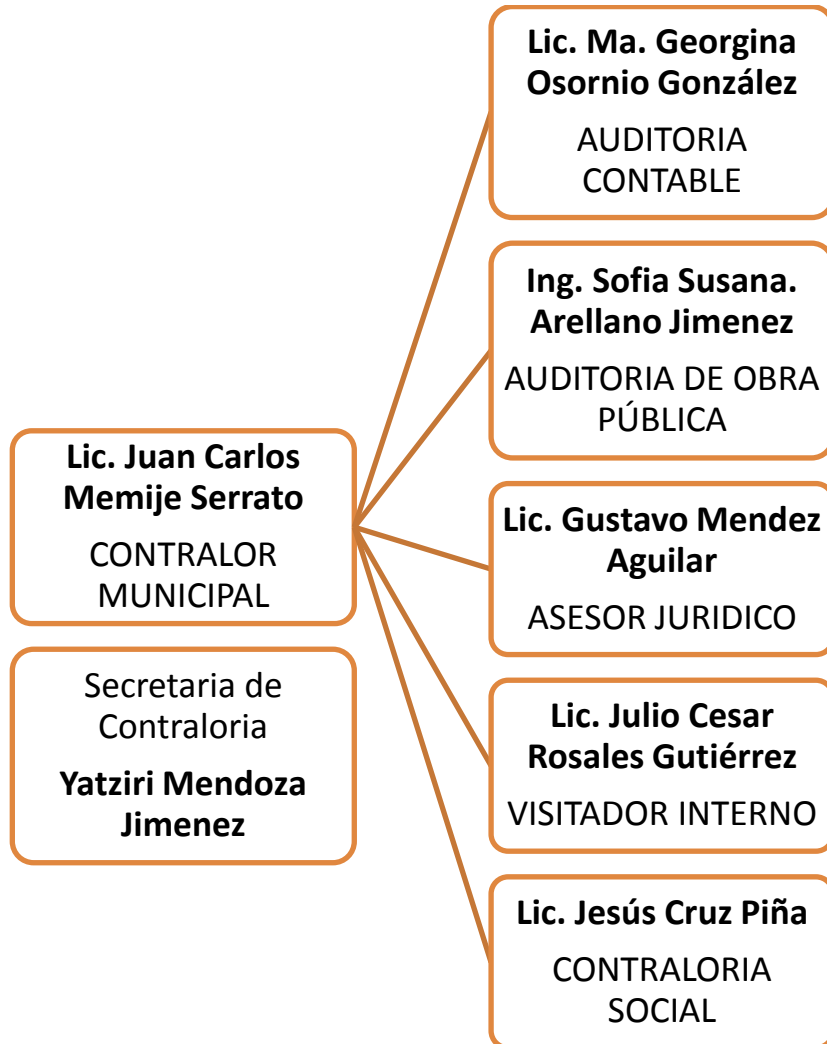 Lic. Juan Carlos
Memije Serrato
CONTRALOR
MUNICIPAL
Secretaria de
Contraloria
Yatziri Mendoza
Jimenez
Lic. Ma. Georgina
Osornio González
AUDITORIA
CONTABLE
Ing. Sofia Susana.
Arellano Jimenez
AUDITORIA DE OBRA
PÚBLICA
Lic. Gustavo Mendez
Aguilar
ASESOR JURIDICO
Lic. Julio Cesar
Rosales Gutiérrez
VISITADOR INTERNO
Lic. Jesús Cruz Piña
CONTRALORIA
SOCIAL